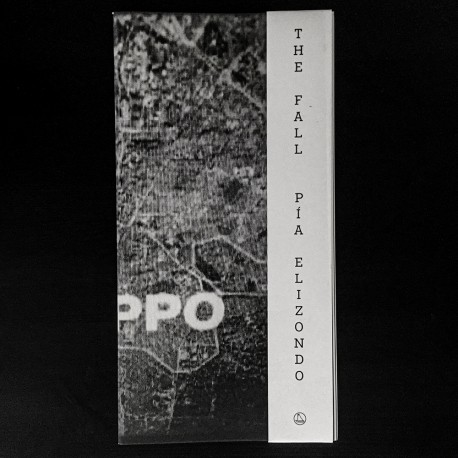 THE FALL PÍA ELIZONDO
PPO